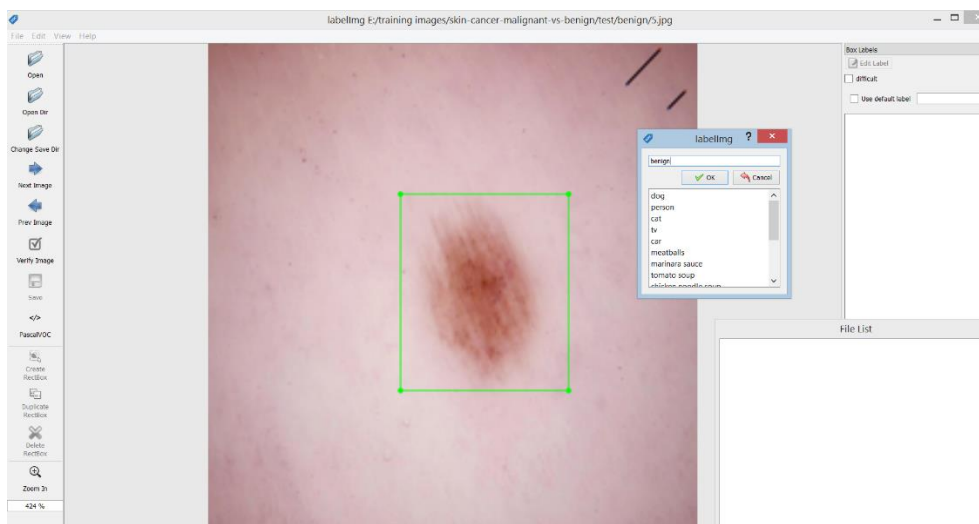 labelImg E:/training images/skin-cancer-malignant-vs-benign/test/benign/5.jpg
File Edit View Help
Open
Open Dir
Change Save Dir
Next Image
Prev Image
Verify Image
Save
</>
PascalVOC
Create
RectBox
Duplicate
RectBox
Delete
RectBox
Zoom In
424 %
labelImg ?
benign
OK Cancel
dog
person
cat
tv
car
meatballs
marinara sauce
tomato soup
chicken noodle soup
Box Labels
Edit Label
difficult
Use default label
File List